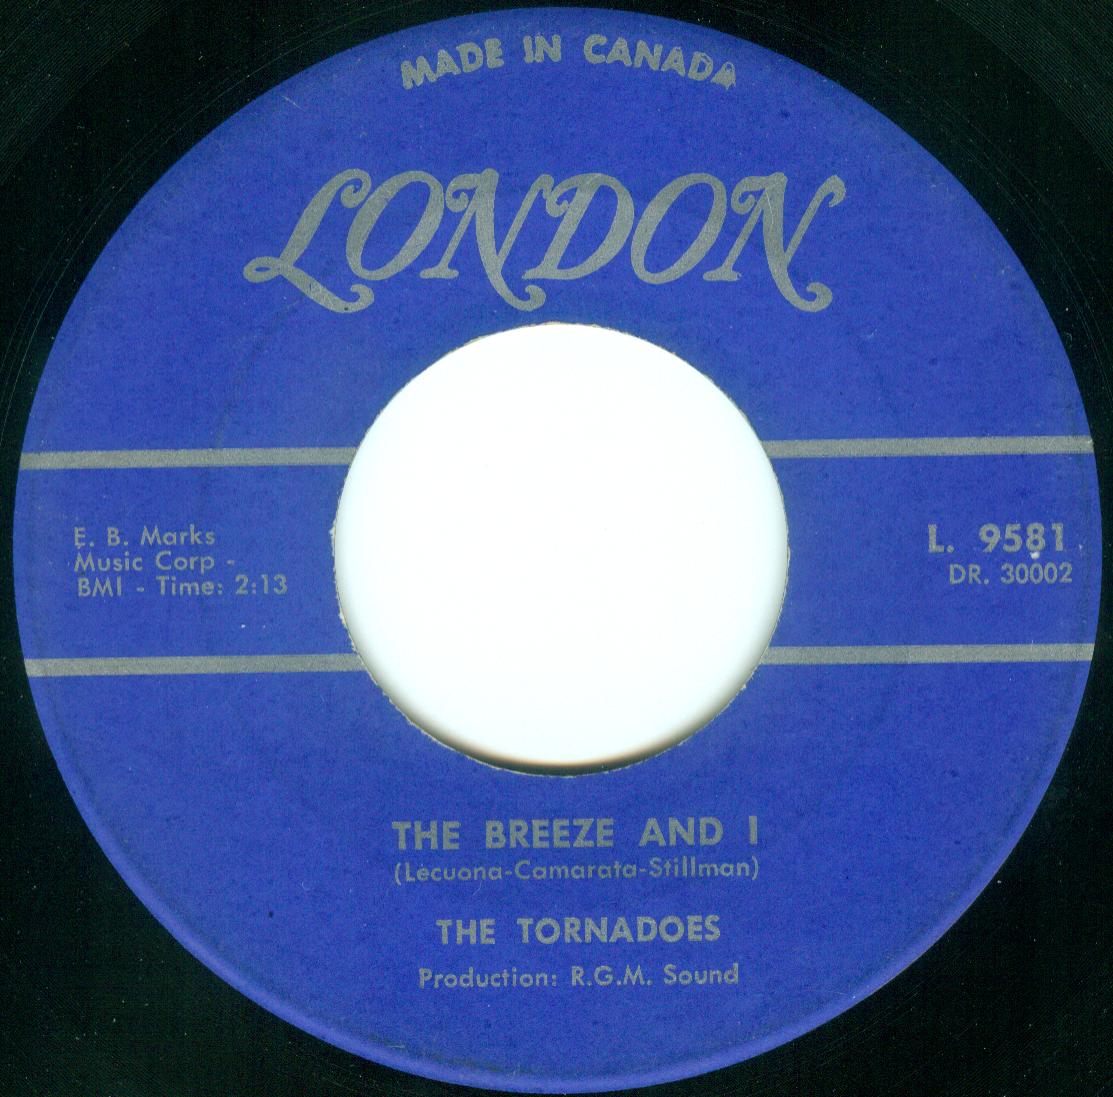 MADE IN CANADA
LONDON
E. B. Marks
Music Corp -
BMI - Time: 2:13
L. 9581
DR. 30002
THE BREEZE AND I
(Lecuona-Camarata-Stillman)
THE TORNADOES
Production: R.G.M. Sound